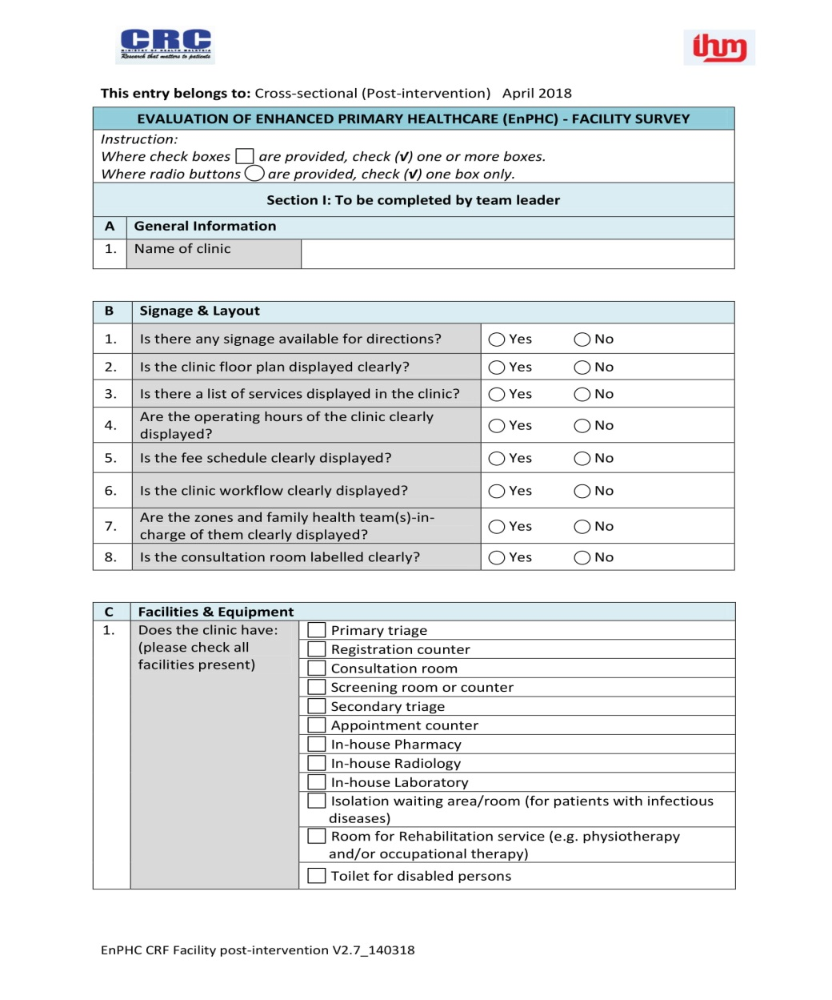 CRC
MINISTRY OF HEALTH MALAYSIA
Research that matters to patients
ihm
This entry belongs to: Cross-sectional (Post-intervention) April 2018
EVALUATION OF ENHANCED PRIMARY HEALTHCARE (EnPHC) - FACILITY SURVEY
Instruction:
Where check boxes are provided, check (√) one or more boxes.
Where radio buttons are provided, check (√) one box only.
Section I: To be completed by team leader
A General Information
1. Name of clinic
B Signage & Layout
1. Is there any signage available for directions? Yes No
2. Is the clinic floor plan displayed clearly? Yes No
3. Is there a list of services displayed in the clinic? Yes No
4. Are the operating hours of the clinic clearly
displayed? Yes No
5. Is the fee schedule clearly displayed? Yes No
6. Is the clinic workflow clearly displayed? Yes No
7. Are the zones and family health team(s)-in-
charge of them clearly displayed? Yes No
8. Is the consultation room labelled clearly? Yes No
C Facilities & Equipment
1. Does the clinic have:
(please check all
facilities present)
Primary triage
Registration counter
Consultation room
Screening room or counter
Secondary triage
Appointment counter
In-house Pharmacy
In-house Radiology
In-house Laboratory
Isolation waiting area/room (for patients with infectious
diseases)
Room for Rehabilitation service (e.g. physiotherapy
and/or occupational therapy)
Toilet for disabled persons
EnPHC CRF Facility post-intervention V2.7_140318